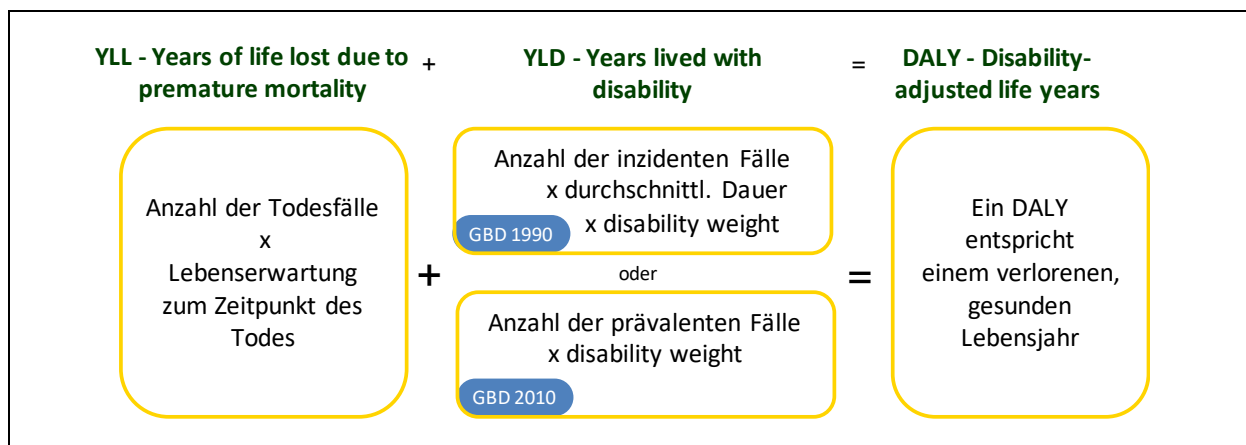 YLL - Years of life lost due to
premature mortality
+
YLD - Years lived with
disability
=
DALY - Disability-
adjusted life years
Anzahl der Todesfälle
x
Lebenserwartung
zum Zeitpunkt des
Todes
+
Anzahl der inzidenten Fälle
x durchschnittl. Dauer
x disability weight
GBD 1990
oder
Anzahl der prävalenten Fälle
x disability weight
GBD 2010
=
Ein DALY
entspricht
einem verlorenen,
gesunden
Lebensjahr